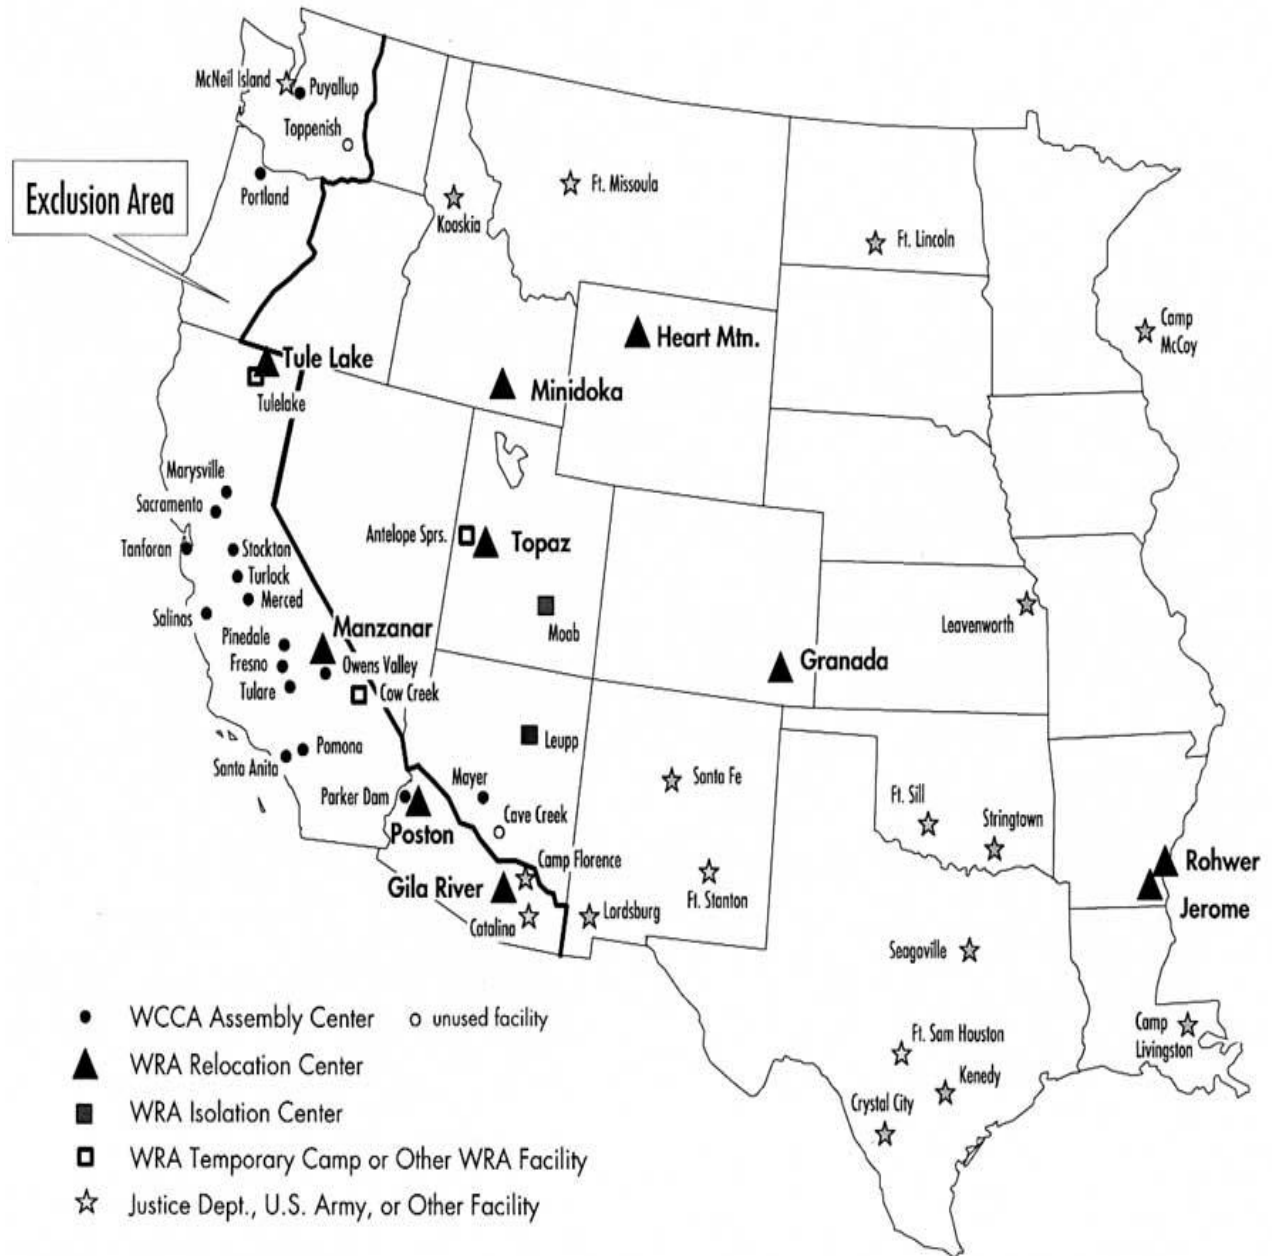 McNeil Island
Puyallup
Toppenish
Portland
Exclusion Area
Kooskia
Ft. Missoula
Ft. Lincoln
Camp
McCoy
Heart Mtn.
Tule Lake
Tulelake
Minidoka
Marysville
Sacramento
Tanforan
Stockton
Turlock
Merced
Salinas
Antelope Sprs.
Topaz
Moab
Leavenworth
Manzanar
Pinedale
Fresno
Tulare
Owens Valley
Cow Creek
Granada
Pomona
Santa Anita
Leupp
Parker Dam
Poston
Mayer
Cave Creek
Santa Fe
Ft. Sill
Stringtown
Camp Florence
Gila River
Catalina
Lordsburg
Ft. Stanton
Rohwer
Jerome
Seagoville
Ft. Sam Houston
Kenedy
Crystal City
Camp
Livingston
WCCA Assembly Center
unused facility
WRA Relocation Center
WRA Isolation Center
WRA Temporary Camp or Other WRA Facility
Justice Dept., U.S. Army, or Other Facility